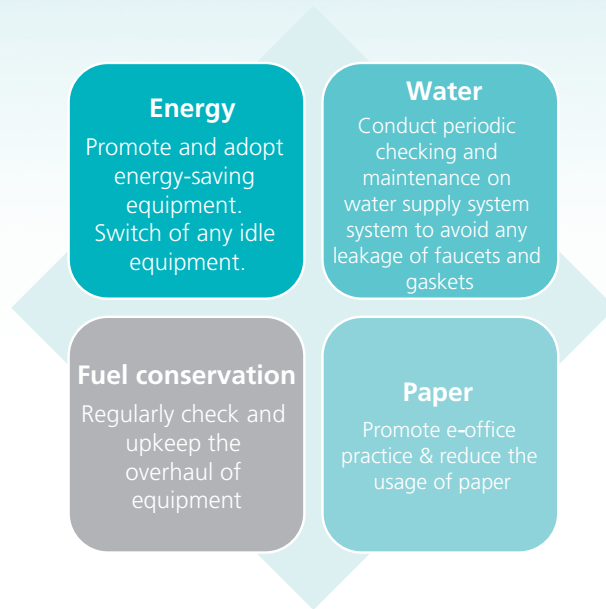 Energy
Promote and adopt
energy-saving
equipment.
Switch of any idle
equipment.
Water
Conduct periodic
checking and
maintenance on
water supply system
system to avoid any
leakage of faucets and
gaskets
Fuel conservation
Regularly check and
upkeep the
overhaul of
equipment
Paper
Promote e-office
practice & reduce the
usage of paper